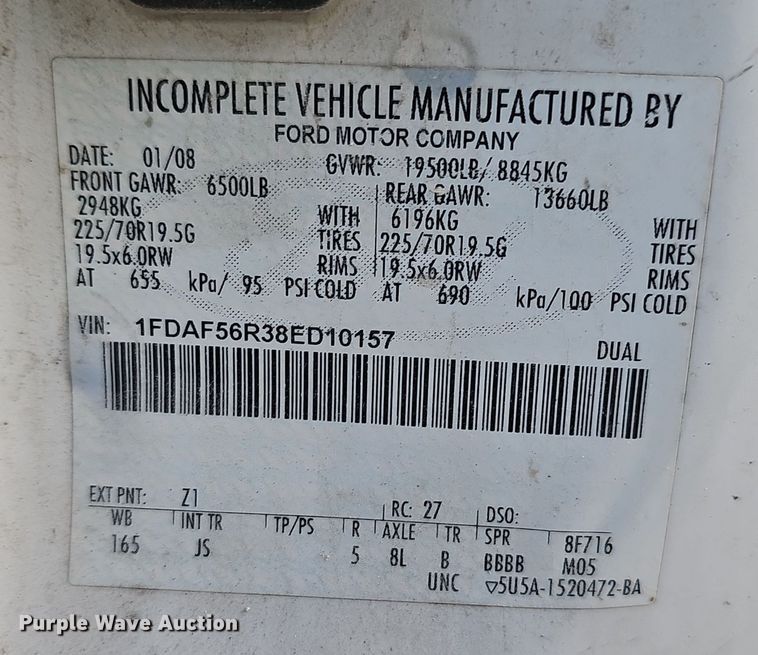 INCOMPLETE VEHICLE MANUFACTURED BY
FORD MOTOR COMPANY
DATE: 01/08 GVWR: 19500LB/ 8845KG
FRONT GAWR: 6500LB REAR GAWR: 13660LB
2948KG WITH 6196KG WITH
225/70R19.5G TIRES 225/70R19.5G TIRES
19.5x6.0RW RIMS 19.5x6.0RW RIMS
AT 655 kPa/ 95 PSI COLD AT 690 kPa/100 PSI COLD
VIN: 1FDAF56R38ED10157
DUAL
EXT PNT: Z1 RC: 27 DSO:
WB INT TR TP/PS R AXLE TR SPR 8F716
165 JS 5 8L B BBBB M05
UNC ▽5U5A-1520472-BA
Purple Wave Auction